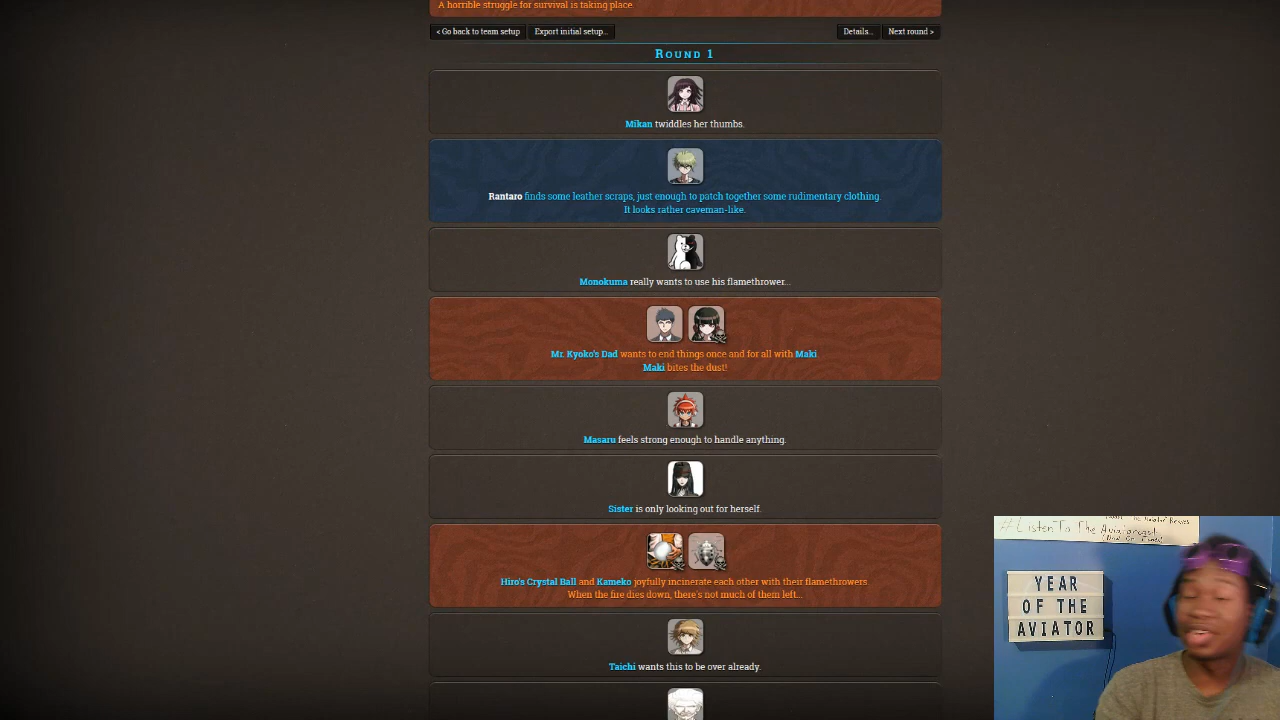 A horrible struggle for survival is taking place
< Go back to team setup
Export initial setup...
Details...
Next round >
ROUND 1
Mikan twiddles her thumbs.
Rantaro finds some leather scraps, just enough to patch together some rudimentary clothing.
It looks rather caveman-like.
Monokuma really wants to use his flamethrower...
Mr. Kyoko's Dad wants to end things once and for all with Maki.
Maki bites the dust!
Masaru feels strong enough to handle anything.
Sister is only looking out for herself.
Hiro's Crystal Ball and Kameko joyfully incinerate each other with their flamethrowers.
When the fire dies down, there's not much of them left...
Taichi wants this to be over already.
#ListenTo The Aviatorcast
YEAR
OF THE
AVIATOR